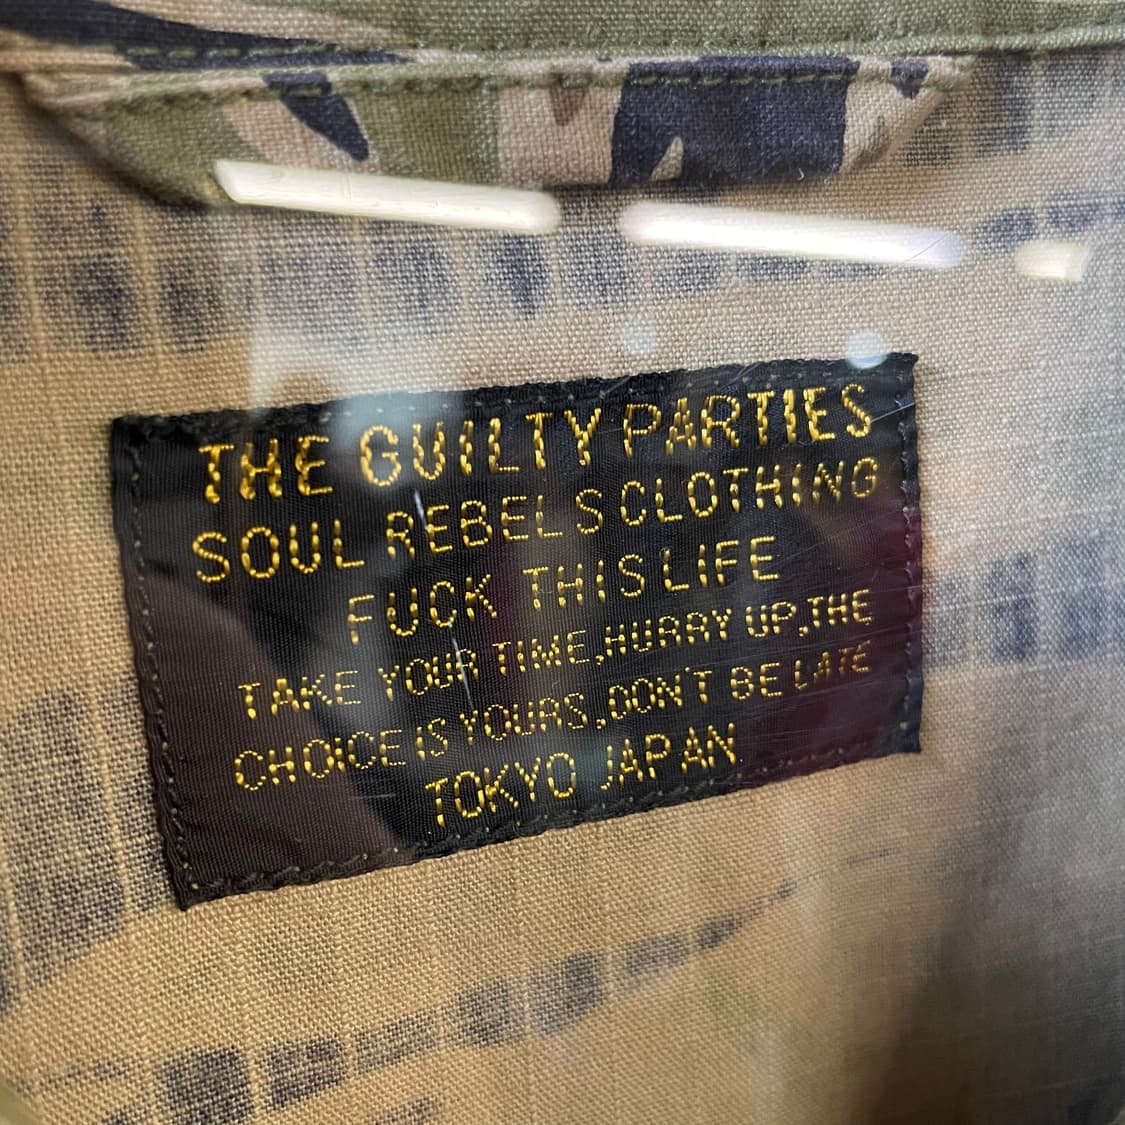 THE GUILTY PARTIES
SOUL REBELS CLOTHING
FUCK THIS LIFE
TAKE YOUR TIME,HURRY UP,THE
CHOICE IS YOURS,DON'T BE LATE
TOKYO JAPAN